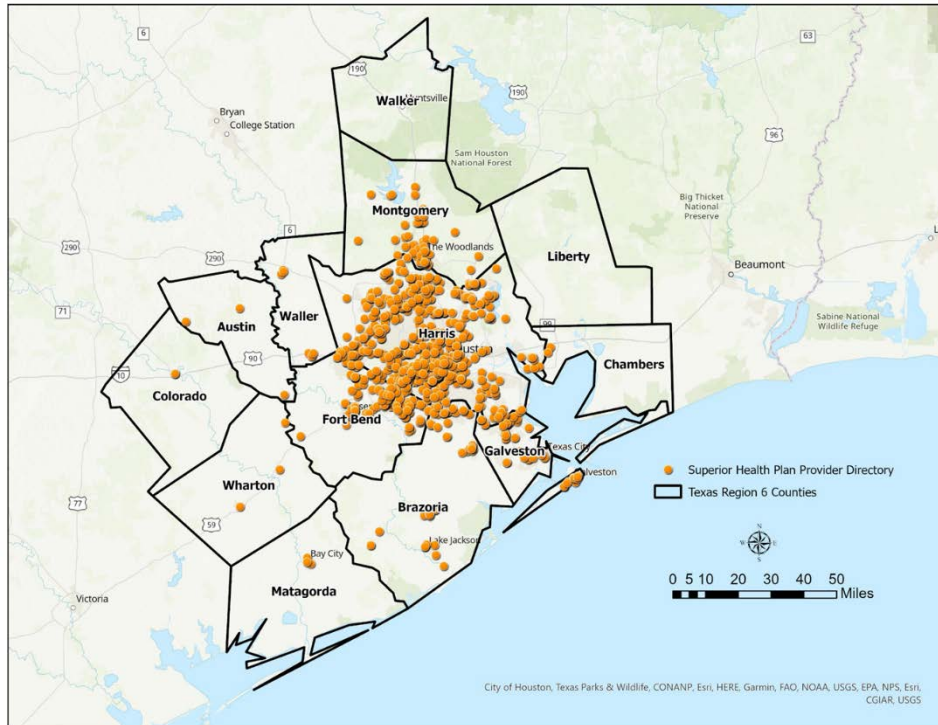 6
63
190
190
Walker
Huntsville
Bryan
College Station
96
Sam Houston
National Forest
Big Thicket
National
Preserve
Montgomery
6
290
290
The Woodlands
Liberty
Beaumont
71
Austin
Waller
Harris
99
Sabine National
Wildlife Refuge
90
10
Chambers
Colorado
Fort Bend
Galveston
Texas City
Superior Health Plan Provider Directory
Texas Region 6 Counties
Wharton
Brazoria
77
59
Lake Jackson
Bay City
N
W
E
S
Matagorda
0 5 10 20 30 40 50
Miles
Victoria
City of Houston, Texas Parks & Wildlife, CONANP, Esri, HERE, Garmin, FAO, NOAA, USGS, EPA, NPS, Esri,
CGIAR, USGS